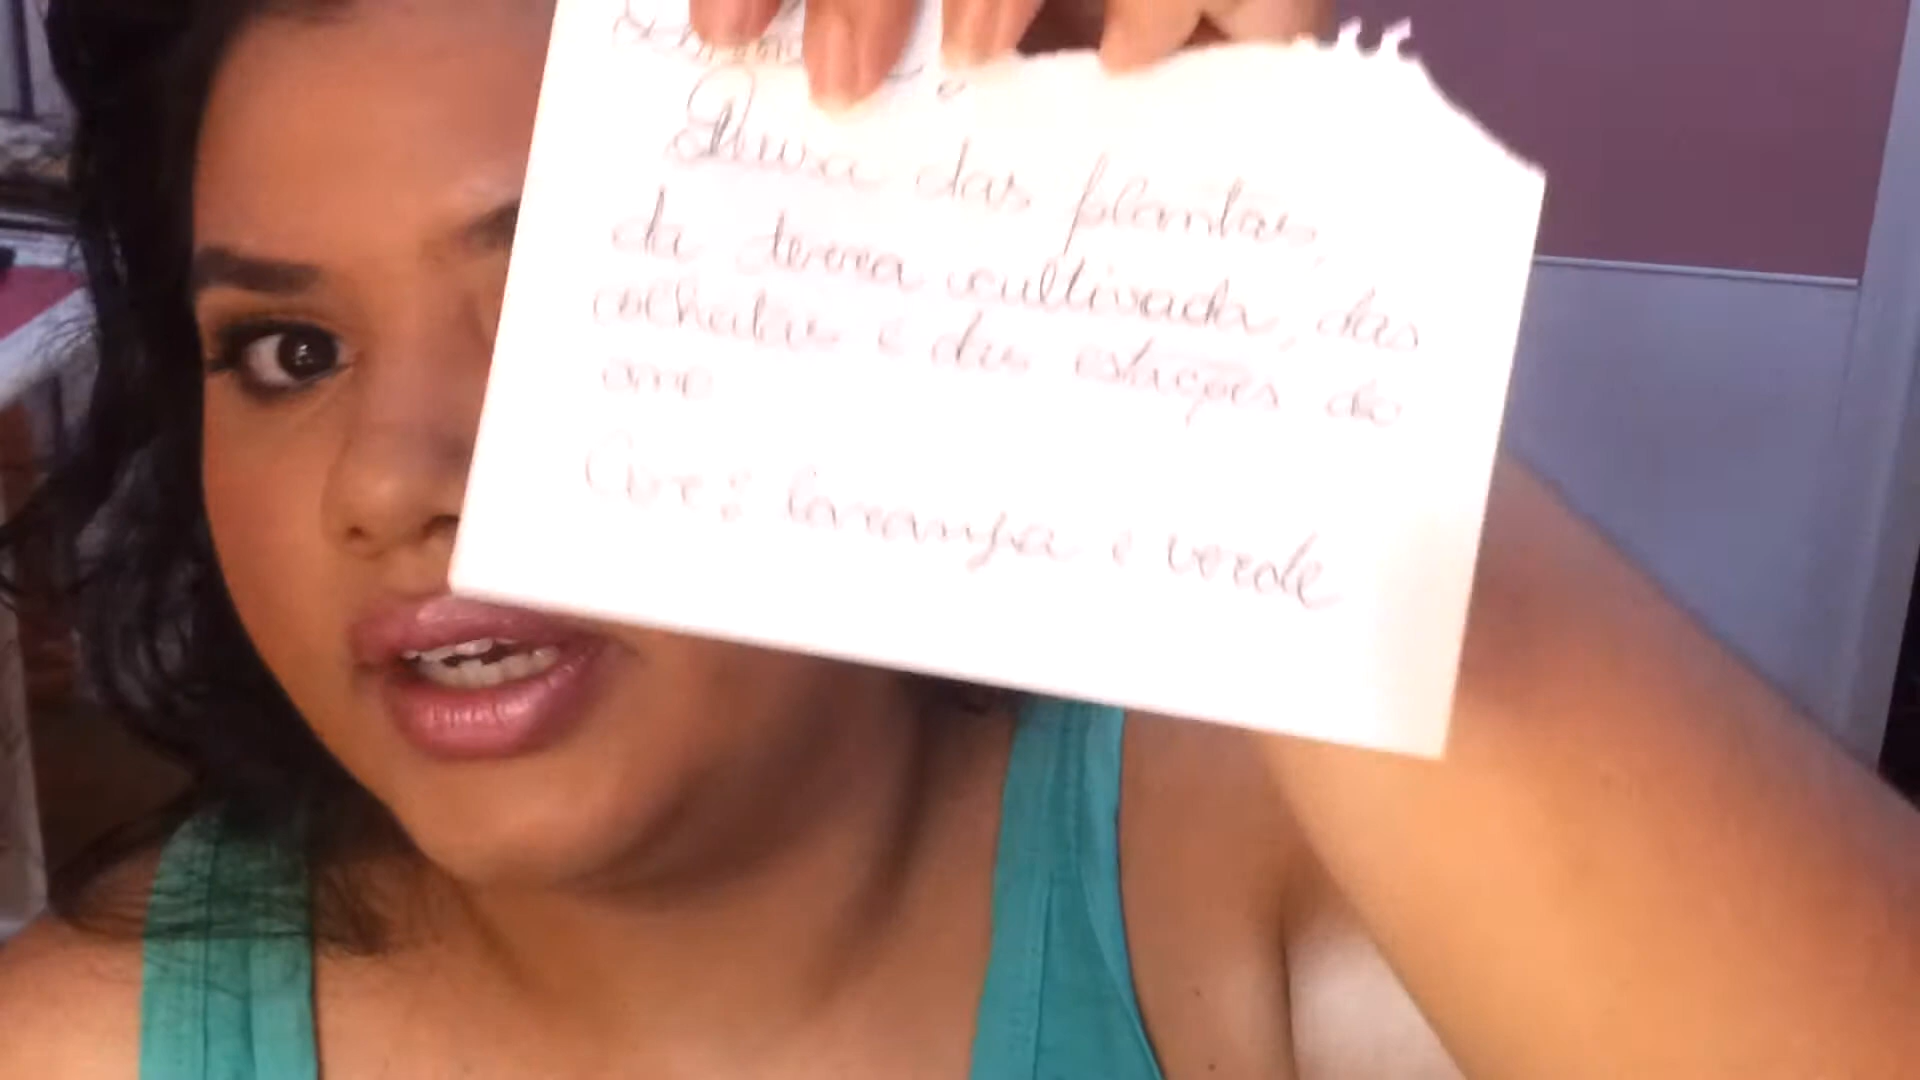 Deusa das plantas,
da terra cultivada, das
colheitas e das estações do
ano
Cor: laranja e verde